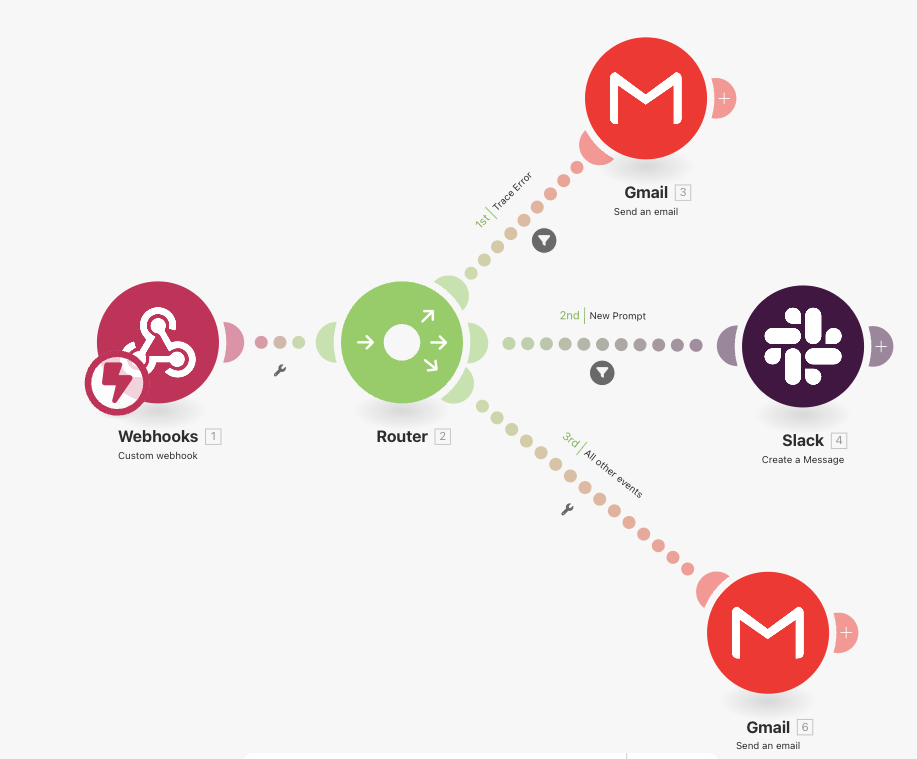 Gmail 3
Send an email
1st | Trace Error
2nd | New Prompt
Webhooks 1
Custom webhook
Router 2
Slack 4
Create a Message
3rd | All other events
Gmail 6
Send an email